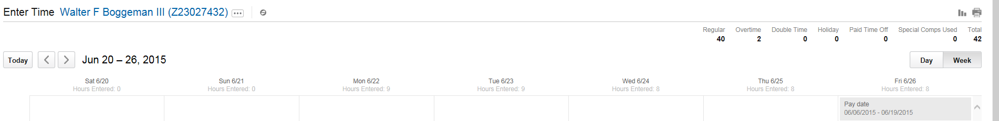 Enter Time Walter F Boggeman III (Z23027432)
Regular Overtime Double Time Holiday Paid Time Off Special Comps Used Total
40 2 0 0 0 0 42
Today Jun 20 – 26, 2015 Day Week
Sat 6/20 Sun 6/21 Mon 6/22 Tue 6/23 Wed 6/24 Thu 6/25 Fri 6/26
Hours Entered: 0 Hours Entered: 0 Hours Entered: 9 Hours Entered: 9 Hours Entered: 8 Hours Entered: 8 Hours Entered: 8
Pay date
06/06/2015 - 06/19/2015